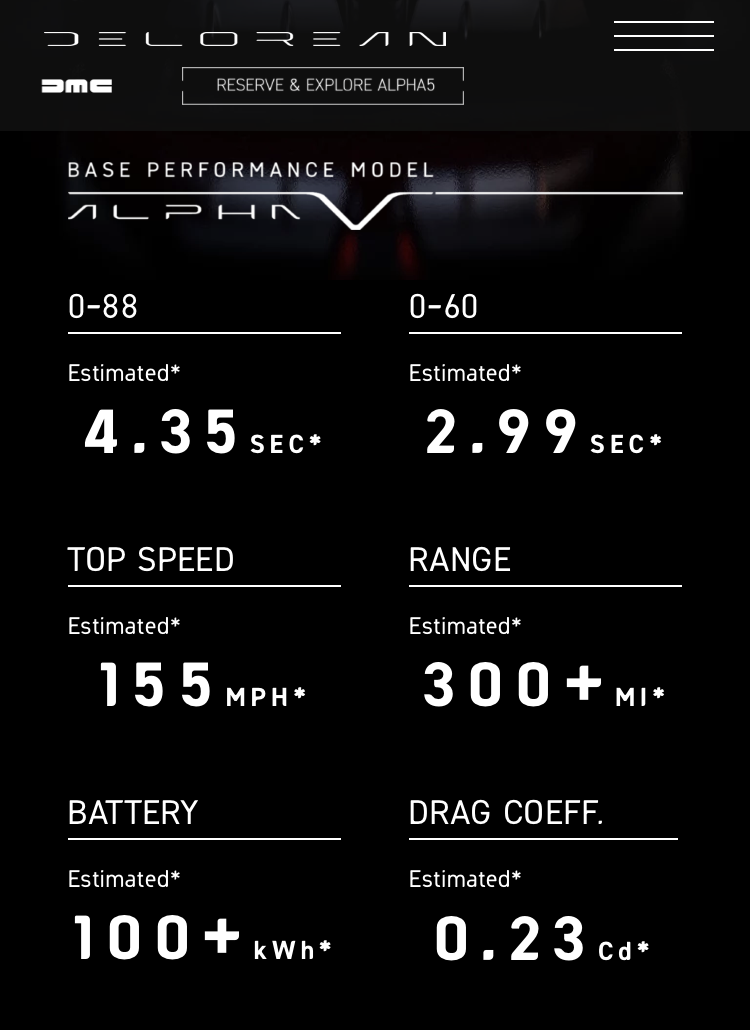 DELOREAN
DMC
RESERVE & EXPLORE ALPHA5
BASE PERFORMANCE MODEL
ALPHA V
0-88
0-60
Estimated*
Estimated*
4.35 SEC*
2.99 SEC*
TOP SPEED
RANGE
Estimated*
Estimated*
155 MPH*
300+ MI*
BATTERY
DRAG COEFF.
Estimated*
Estimated*
100+ kWh*
0.23 Cd*